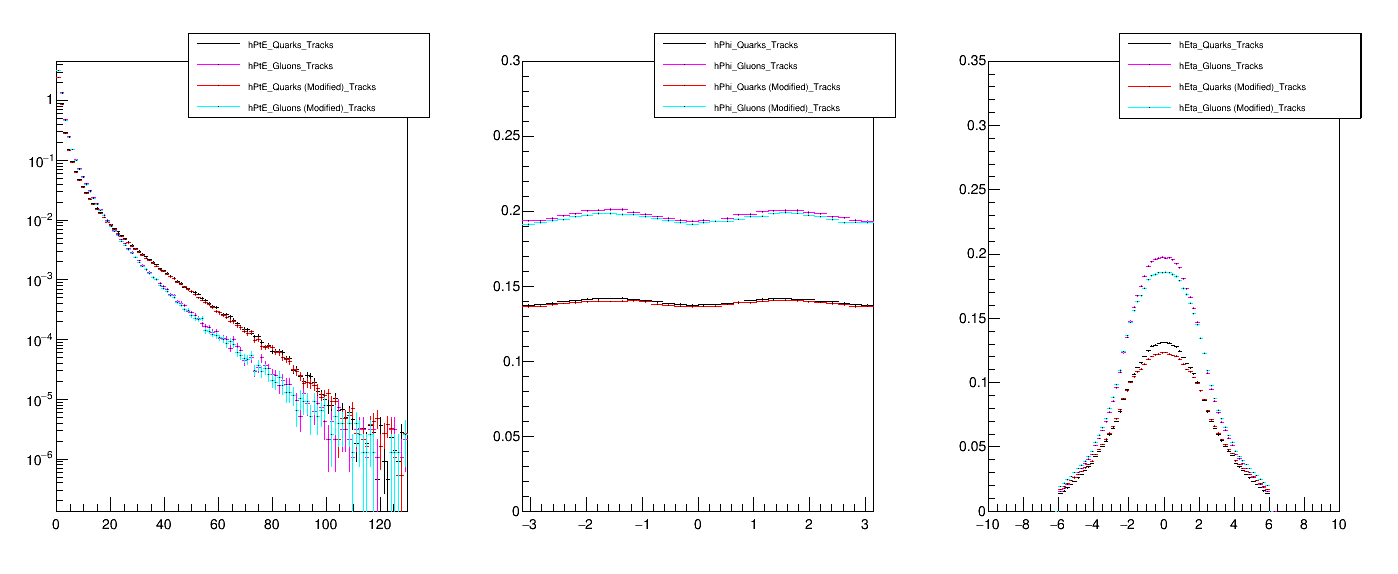 hPtE_Quarks_Tracks
hPtE_Gluons_Tracks
hPtE_Quarks (Modified)_Tracks
hPtE_Gluons (Modified)_Tracks
1
10⁻¹
10⁻²
10⁻³
10⁻⁴
10⁻⁵
10⁻⁶
0 20 40 60 80 100 120
hPhi_Quarks_Tracks
hPhi_Gluons_Tracks
hPhi_Quarks (Modified)_Tracks
hPhi_Gluons (Modified)_Tracks
0.3
0.25
0.2
0.15
0.1
0.05
0
−3 −2 −1 0 1 2 3
hEta_Quarks_Tracks
hEta_Gluons_Tracks
hEta_Quarks (Modified)_Tracks
hEta_Gluons (Modified)_Tracks
0.35
0.3
0.25
0.2
0.15
0.1
0.05
0
−10 −8 −6 −4 −2 0 2 4 6 8 10